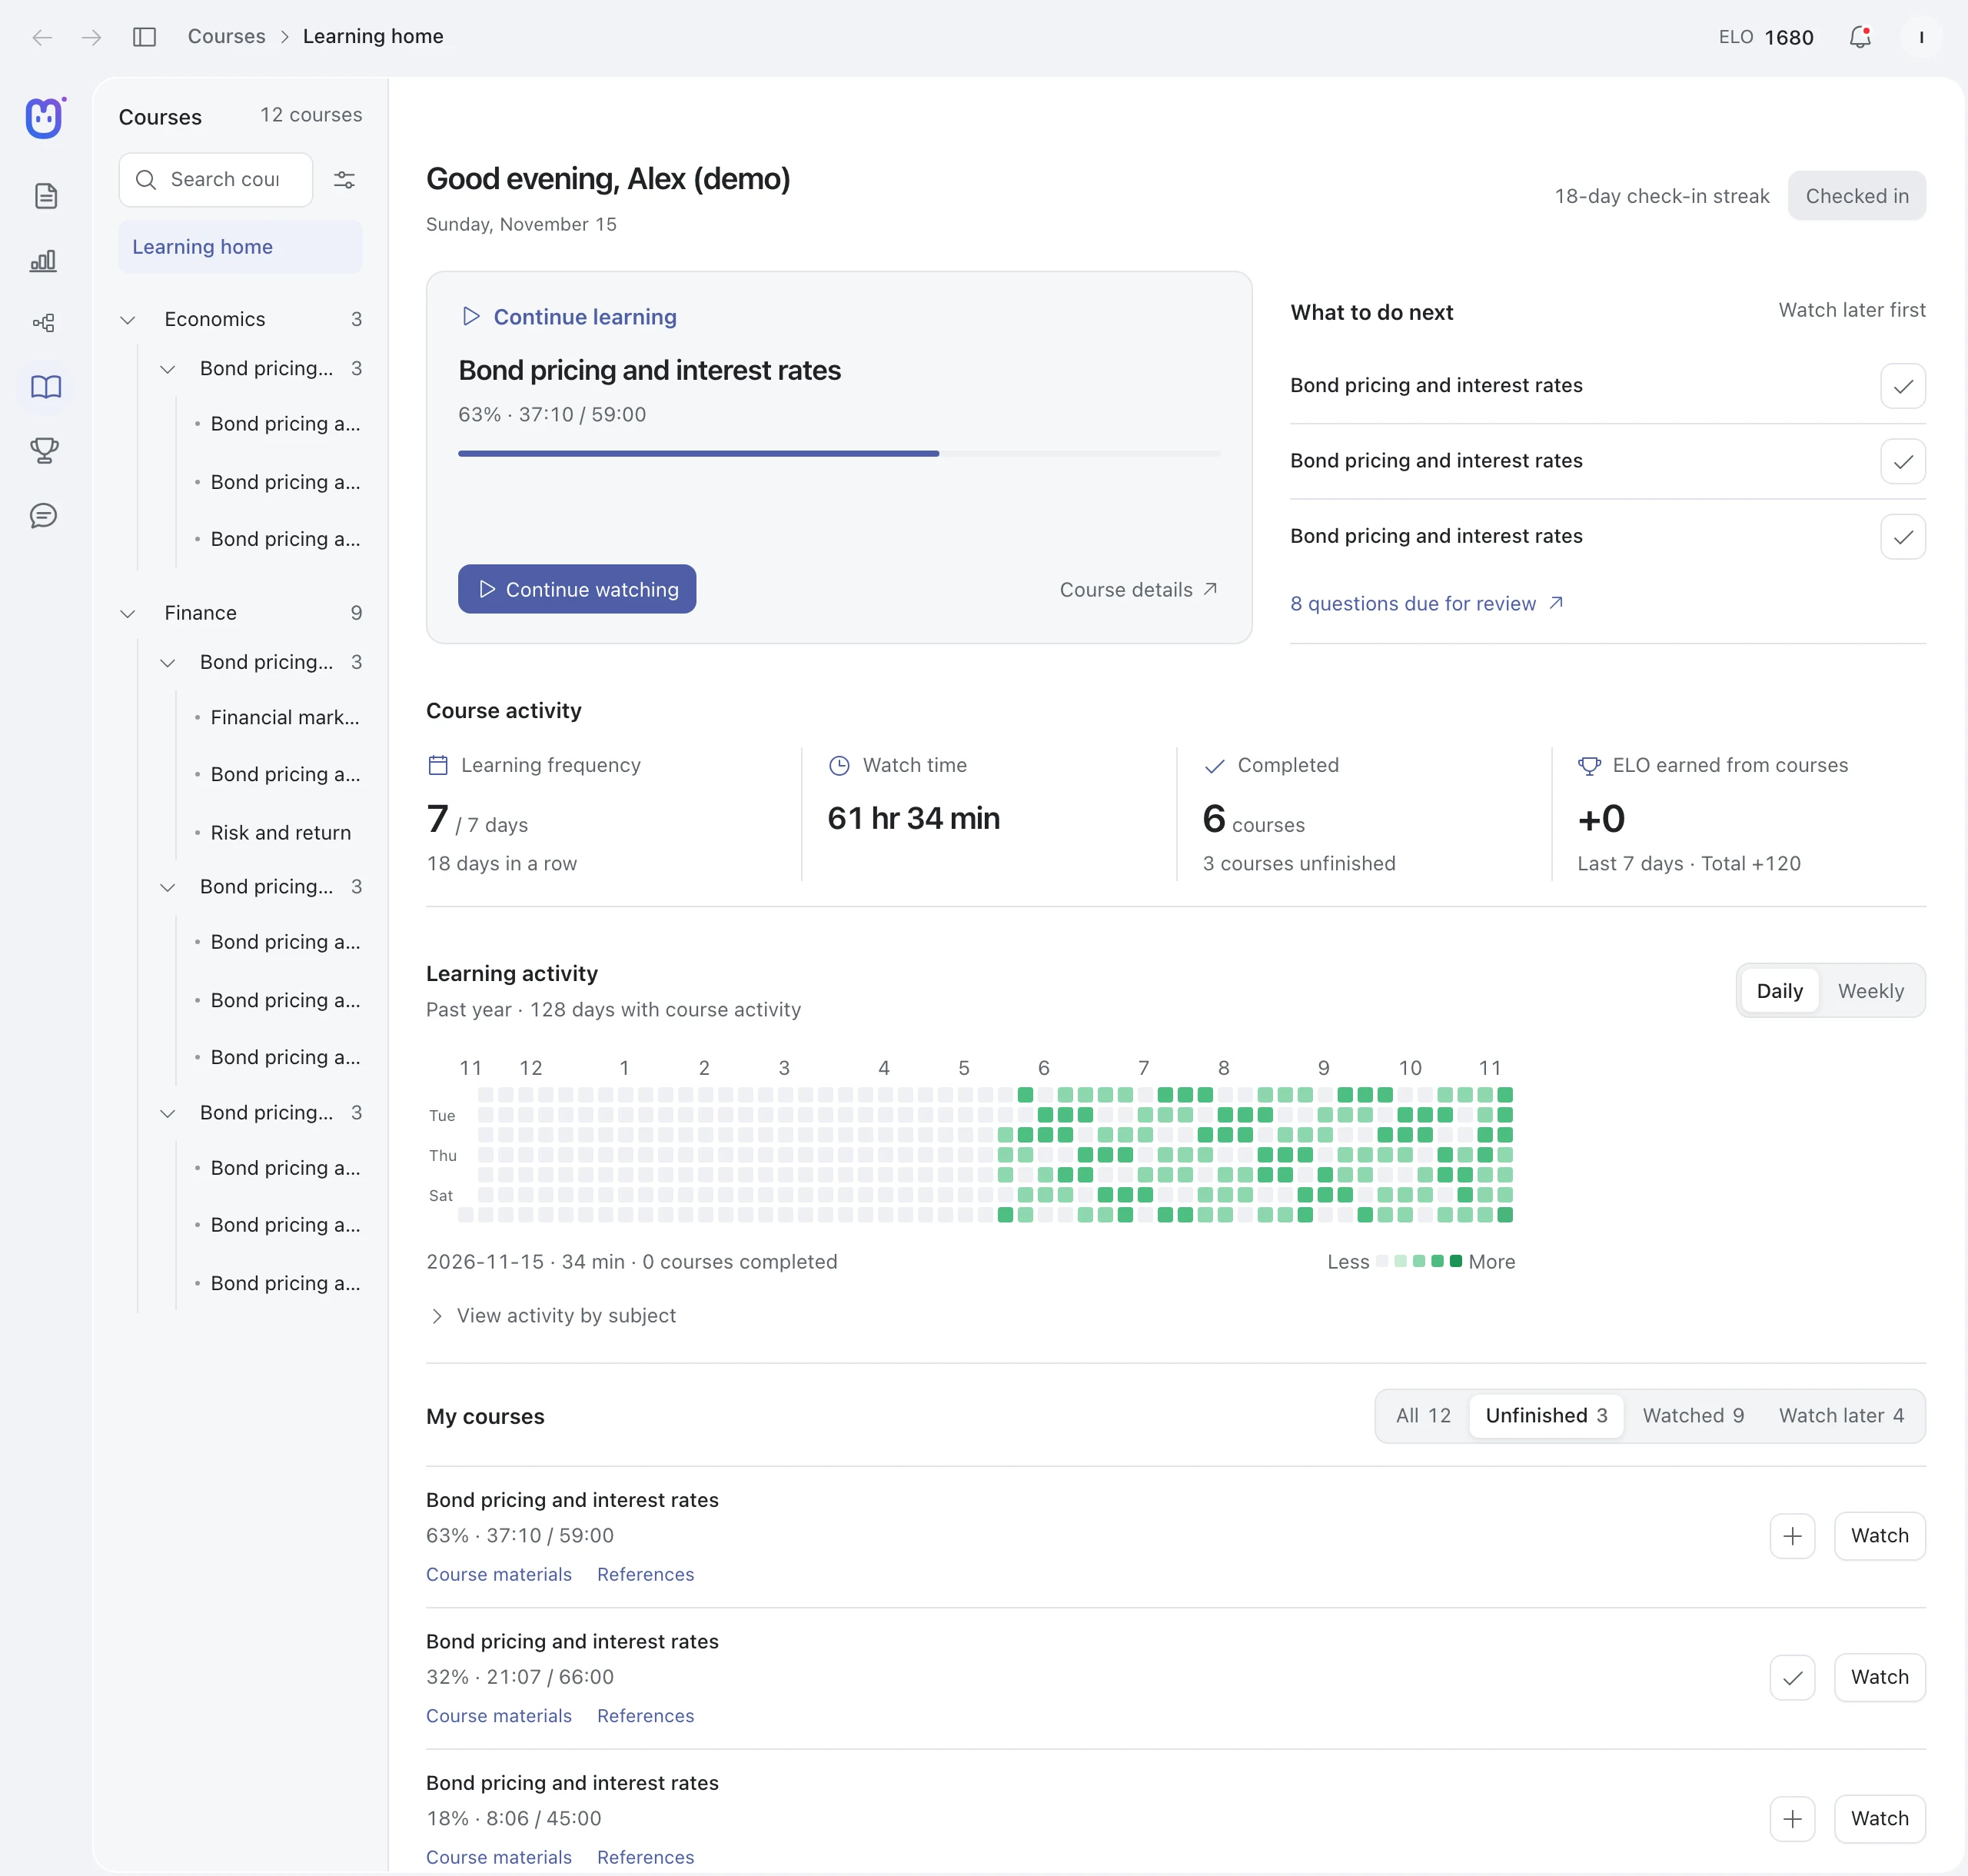 Courses > Learning home
ELO 1680
I
Courses 12 courses
Search cour
Learning home
Economics 3
Bond pricing... 3
Bond pricing a...
Bond pricing a...
Bond pricing a...
Finance 9
Bond pricing... 3
Financial mark...
Bond pricing a...
Risk and return
Bond pricing... 3
Bond pricing a...
Bond pricing a...
Bond pricing a...
Bond pricing... 3
Bond pricing a...
Bond pricing a...
Bond pricing a...
Good evening, Alex (demo)
Sunday, November 15
18-day check-in streak Checked in
Continue learning
Bond pricing and interest rates
63% · 37:10 / 59:00
Continue watching Course details
What to do next Watch later first
Bond pricing and interest rates
Bond pricing and interest rates
Bond pricing and interest rates
8 questions due for review
Course activity
Learning frequency
7 / 7 days
18 days in a row
Watch time
61 hr 34 min
Completed
6 courses
3 courses unfinished
ELO earned from courses
+0
Last 7 days · Total +120
Learning activity
Past year · 128 days with course activity
Daily Weekly
11 12 1 2 3 4 5 6 7 8 9 10 11
Tue
Thu
Sat
2026-11-15 · 34 min · 0 courses completed
Less More
View activity by subject
My courses
All 12 Unfinished 3 Watched 9 Watch later 4
Bond pricing and interest rates
63% · 37:10 / 59:00
Course materials References
Watch
Bond pricing and interest rates
32% · 21:07 / 66:00
Course materials References
Watch
Bond pricing and interest rates
18% · 8:06 / 45:00
Course materials References
Watch